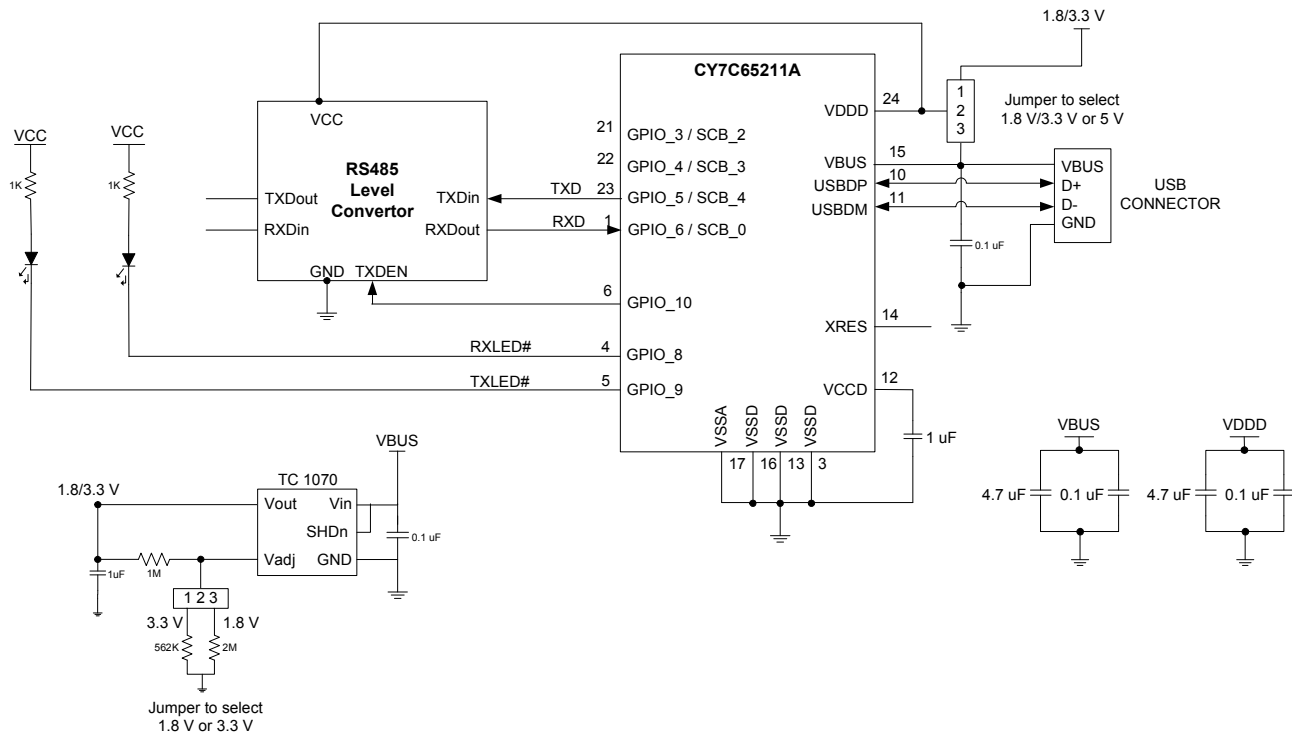 1.8/3.3 V
CY7C65211A
VCC
RS485
Level
Convertor
TXDout
RXDin
TXDin
RXDout
GND
TXDEN
VCC
1K
VCC
1K
TXD
RXD
21
GPIO_3 / SCB_2
22
GPIO_4 / SCB_3
23
GPIO_5 / SCB_4
1
GPIO_6 / SCB_0
6
GPIO_10
RXLED#
4
GPIO_8
TXLED#
5
GPIO_9
VDDD
24
1
2
3
Jumper to select
1.8 V/3.3 V or 5 V
VBUS
15
USBDP
10
USBDM
11
VBUS
D+
D-
GND
USB
CONNECTOR
0.1 uF
XRES
14
VCCD
12
1 uF
VSSA
VSSD
VSSD
VSSD
17
16
13
3
VBUS
TC 1070
1.8/3.3 V
Vout
Vin
SHDn
Vadj
GND
0.1 uF
1uF
1M
1 2 3
3.3 V
1.8 V
562K
2M
Jumper to select
1.8 V or 3.3 V
VBUS
4.7 uF
0.1 uF
VDDD
4.7 uF
0.1 uF